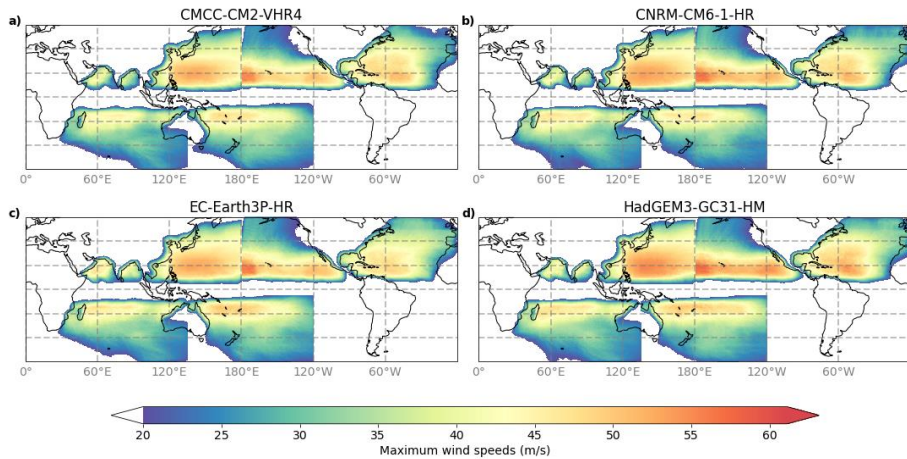 a) CMCC-CM2-VHR4
b) CNRM-CM6-1-HR
0° 60°E 120°E 180°W 120°W 60°W
0° 60°E 120°E 180°W 120°W 60°W
c) EC-Earth3P-HR
d) HadGEM3-GC31-HM
0° 60°E 120°E 180°W 120°W 60°W
0° 60°E 120°E 180°W 120°W 60°W
20 25 30 35 40 45 50 55 60
Maximum wind speeds (m/s)